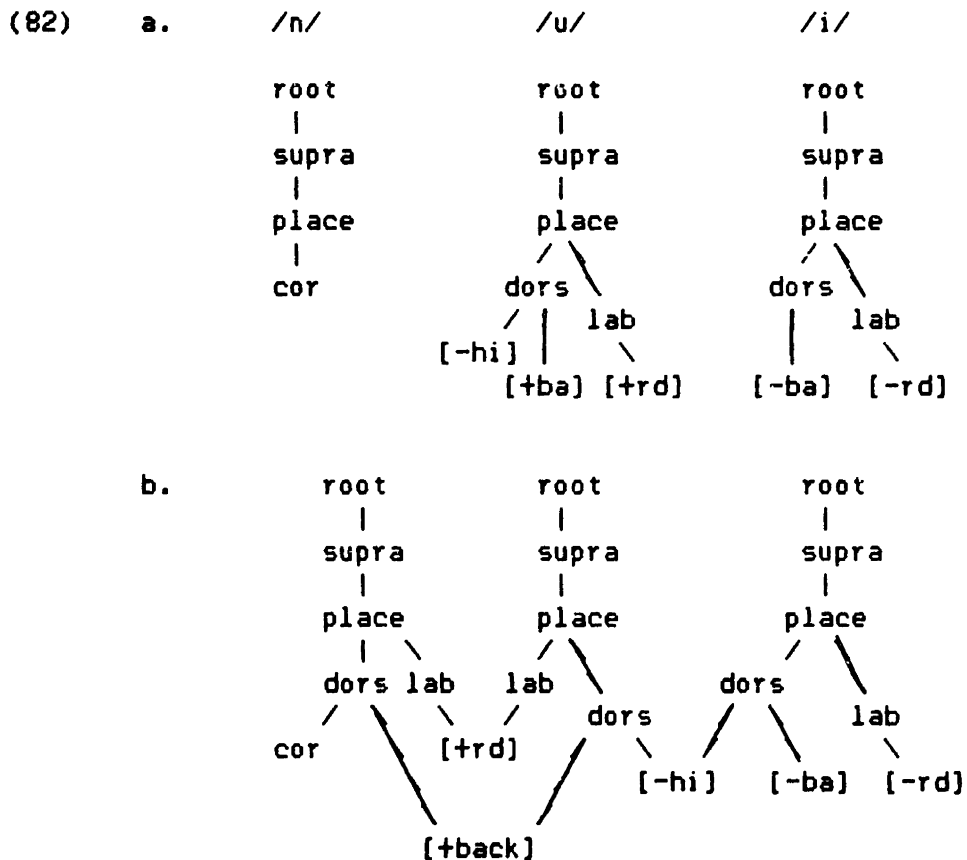 (82) a. /n/ /u/ /i/
root root root
supra supra supra
place place place
cor dors dors
lab lab
[-hi]
[+ba] [+rd] [-ba] [-rd]
b. root root root
supra supra supra
place place place
dors lab lab dors
dors lab
cor [+rd]
[-hi] [-ba] [-rd]
[+back]